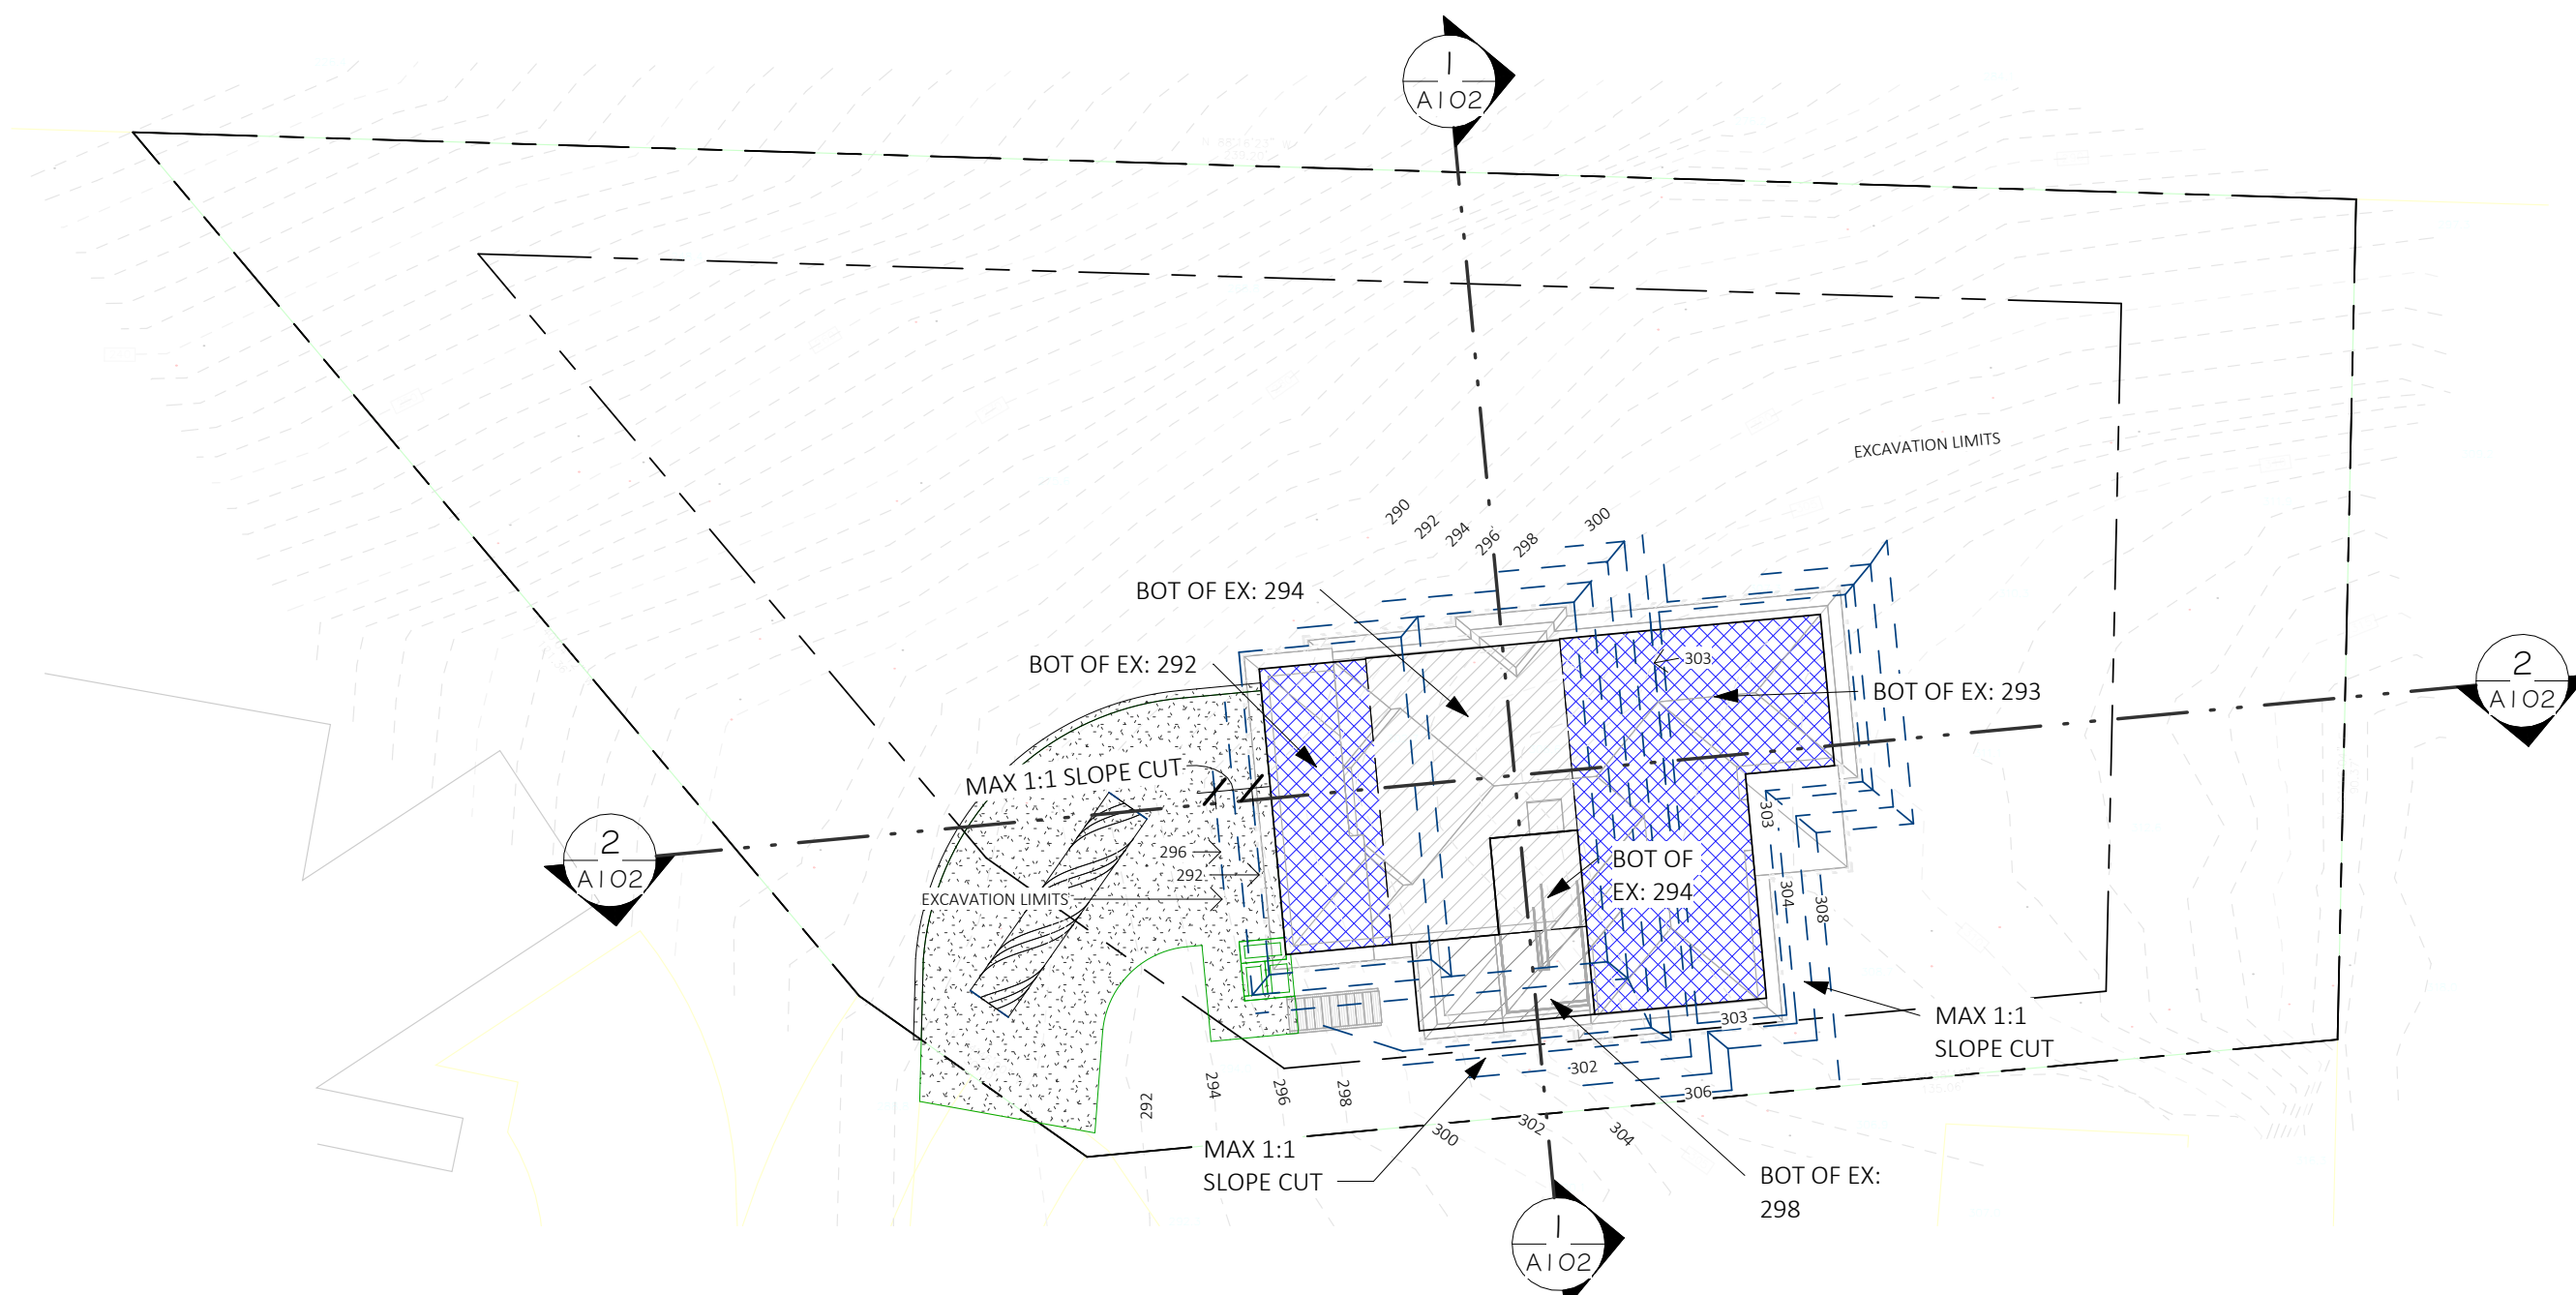 1
A102
EXCAVATION LIMITS
290
292
294
296
298
300
BOT OF EX: 294
BOT OF EX: 292
303
BOT OF EX: 293
2
A102
MAX 1:1 SLOPE CUT
2
A102
296
292
EXCAVATION LIMITS
BOT OF
EX: 294
303
304
308
303
MAX 1:1
SLOPE CUT
302
306
292
294
296
298
300
302
304
MAX 1:1
SLOPE CUT
BOT OF EX:
298
1
A102